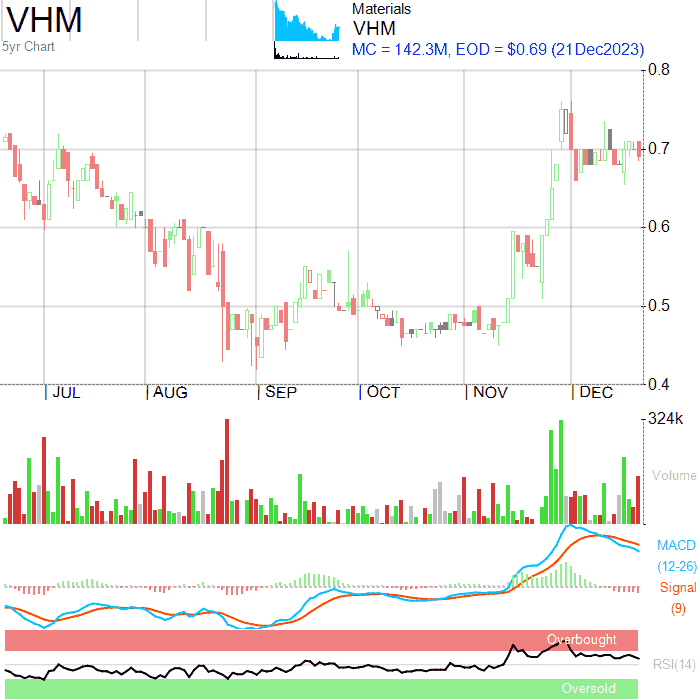 VHM
5yr Chart
Materials
VHM
MC = 142.3M, EOD = $0.69 (21Dec2023)
0.8
0.7
0.6
0.5
0.4
JUL AUG SEP OCT NOV DEC
324k
Volume
MACD
(12-26)
Signal
(9)
Overbought
RSI(14)
Oversold